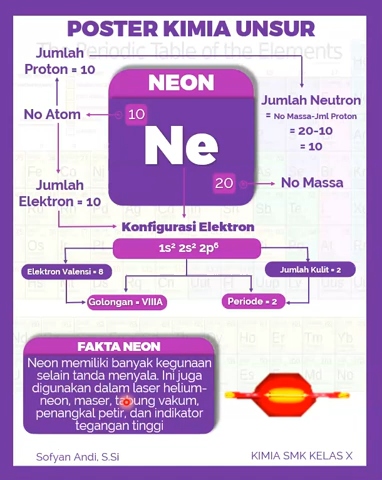 POSTER KIMIA UNSUR
The Periodic Table of the Elements
Jumlah
Proton = 10
No Atom
Jumlah
Elektron = 10
NEON
10
Ne
20
Jumlah Neutron
= No Massa-Jml Proton
= 20-10
= 10
No Massa
Konfigurasi Elektron
1s² 2s² 2p⁶
Elektron Valensi = 8
Jumlah Kulit = 2
Golongan = VIIIA
Periode = 2
FAKTA NEON
Neon memiliki banyak kegunaan
selain tanda menyala. Ini juga
digunakan dalam laser helium-
neon, maser, tabung vakum,
penangkal petir, dan indikator
tegangan tinggi
Sofyan Andi, S.Si
KIMIA SMK KELAS X